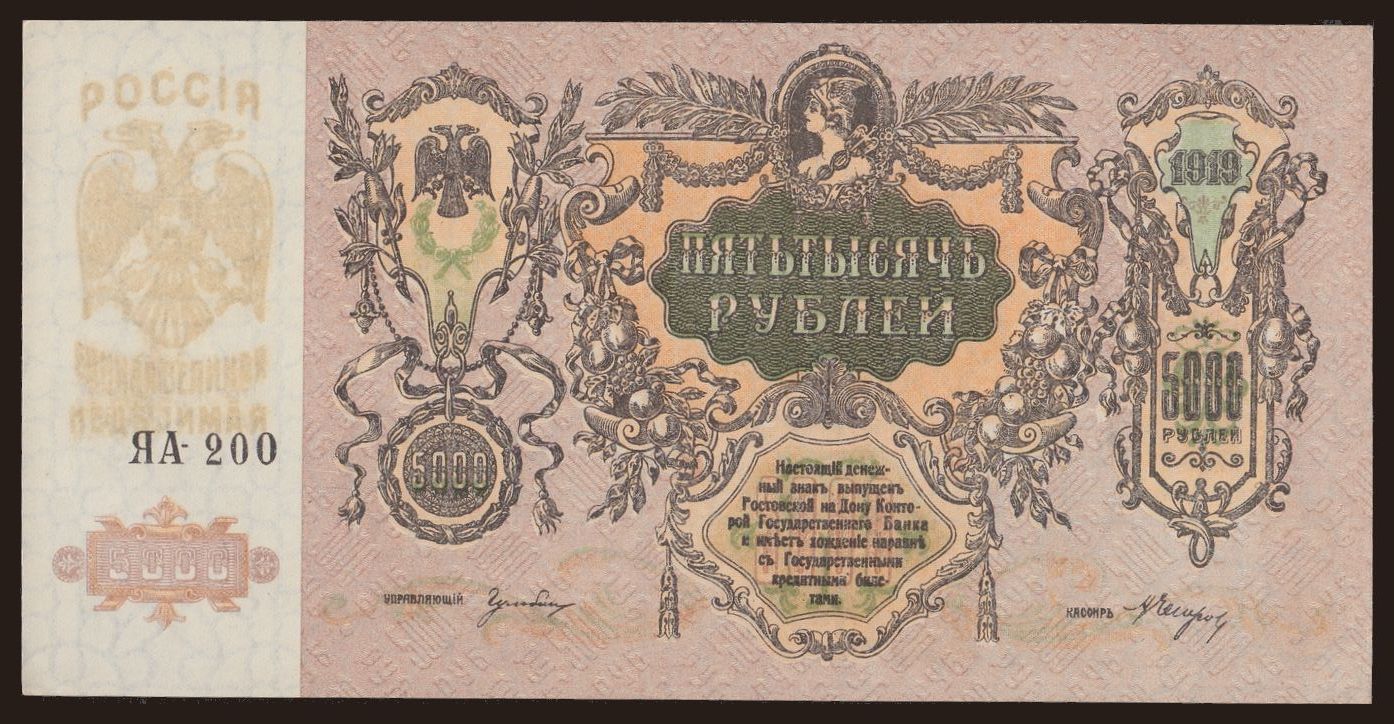 РОССІЯ
ЯА-200
5000
5000
ПЯТЬТЫСЯЧЬ
РУБЛЕЙ
Настоящій денеж-
ный знакъ выпущенъ
Ростовской на Дону Конто-
рой Государственнаго Банка
и имѣетъ хожденіе наравнѣ
съ Государственными
кредитными биле-
тами.
УПРАВЛЯЮЩІЙ
КАССИРЪ
1919
5000
РУБЛЕЙ